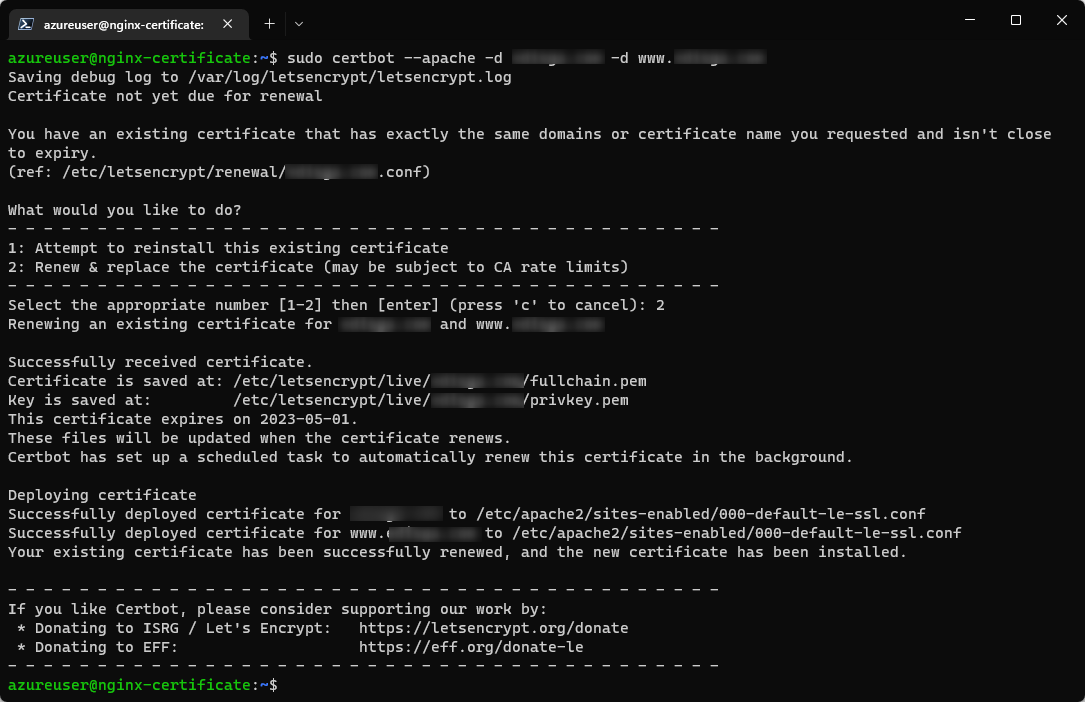 azureuser@nginx-certificate:
azureuser@nginx-certificate:~$ sudo certbot --apache -d -d www.
Saving debug log to /var/log/letsencrypt/letsencrypt.log
Certificate not yet due for renewal
You have an existing certificate that has exactly the same domains or certificate name you requested and isn't close
to expiry.
(ref: /etc/letsencrypt/renewal/ .conf)
What would you like to do?
- - - - - - - - - - - - - - - - - - - - - - - - - - - - - - - - - - - - - - - -
1: Attempt to reinstall this existing certificate
2: Renew & replace the certificate (may be subject to CA rate limits)
- - - - - - - - - - - - - - - - - - - - - - - - - - - - - - - - - - - - - - - -
Select the appropriate number [1-2] then [enter] (press 'c' to cancel): 2
Renewing an existing certificate for and www.
Successfully received certificate.
Certificate is saved at: /etc/letsencrypt/live/ /fullchain.pem
Key is saved at: /etc/letsencrypt/live/ /privkey.pem
This certificate expires on 2023-05-01.
These files will be updated when the certificate renews.
Certbot has set up a scheduled task to automatically renew this certificate in the background.
Deploying certificate
Successfully deployed certificate for to /etc/apache2/sites-enabled/000-default-le-ssl.conf
Successfully deployed certificate for www. to /etc/apache2/sites-enabled/000-default-le-ssl.conf
Your existing certificate has been successfully renewed, and the new certificate has been installed.
- - - - - - - - - - - - - - - - - - - - - - - - - - - - - - - - - - - - - - - -
If you like Certbot, please consider supporting our work by:
* Donating to ISRG / Let's Encrypt: https://letsencrypt.org/donate
* Donating to EFF: https://eff.org/donate-le
- - - - - - - - - - - - - - - - - - - - - - - - - - - - - - - - - - - - - - - -
azureuser@nginx-certificate:~$